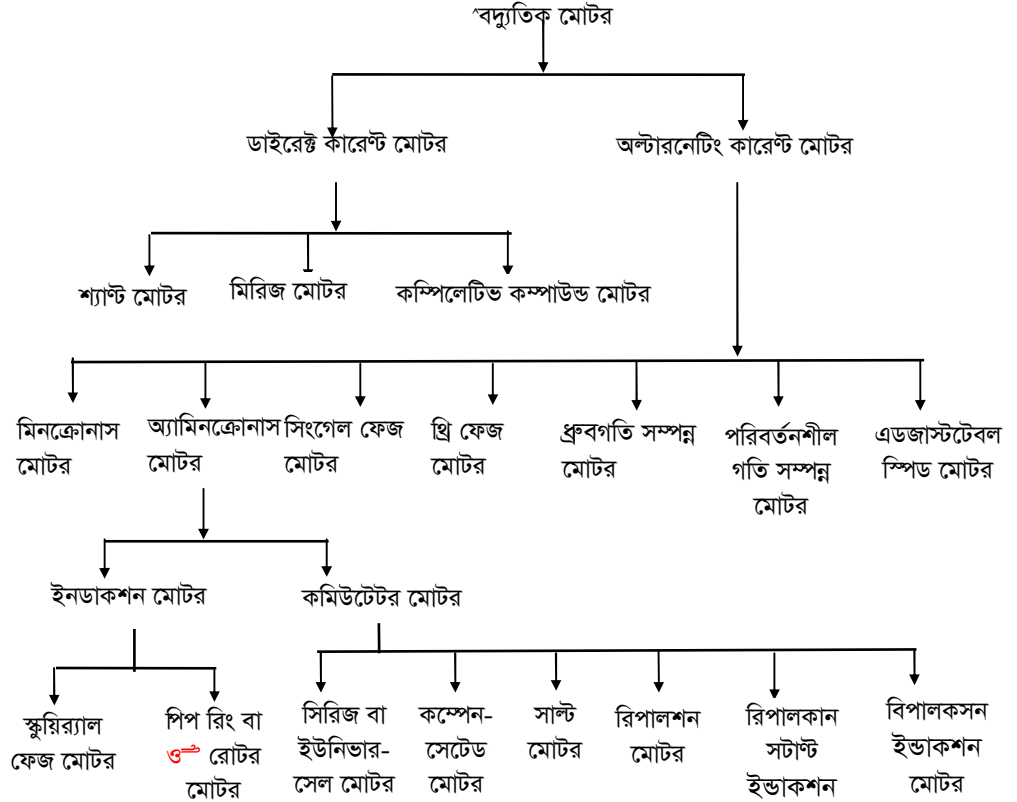 ৈবদ্যুতিক মোটর
ডাইরেক্ট কারেণ্ট মোটর
অল্টারনেটিং কারেণ্ট মোটর
শ্যাণ্ট মোটর
মিরিজ মোটর
কম্পিলেটিভ কম্পাউন্ড মোটর
মিনক্রোনাস
মোটর
অ্যামিনক্রোনাস
মোটর
সিংগেল ফেজ
মোটর
থ্রি ফেজ
মোটর
ধ্রুবগতি সম্পন্ন
মোটর
পরিবর্তনশীল
গতি সম্পন্ন
মোটর
এডজাস্টটেবল
স্পিড মোটর
ইনডাকশন মোটর
কমিউটেটর মোটর
স্কুয়ির‍্যাল
ফেজ মোটর
পিপ রিং বা
রোটর
মোটর
সিরিজ বা
ইউনিভার-
সেল মোটর
কম্পেন-
সেটেড
মোটর
সাল্ট
মোটর
রিপালশন
মোটর
রিপালকান
সটাণ্ট
ইন্ডাকশন
বিপালকসন
ইন্ডাকশন
মোটর